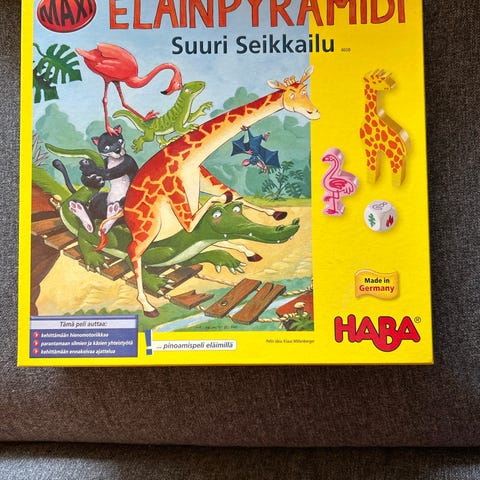 MAXI
ELÄINPYRAMIDI
Suuri Seikkailu
Made in
Germany
HABA®
Tämä peli auttaa:
kehittämään hienomotoriikkaa
parantamaan silmien ja käsien yhteistyötä
kehittämään ennakoivaa ajattelua
! ... pinoamispeli eläimillä